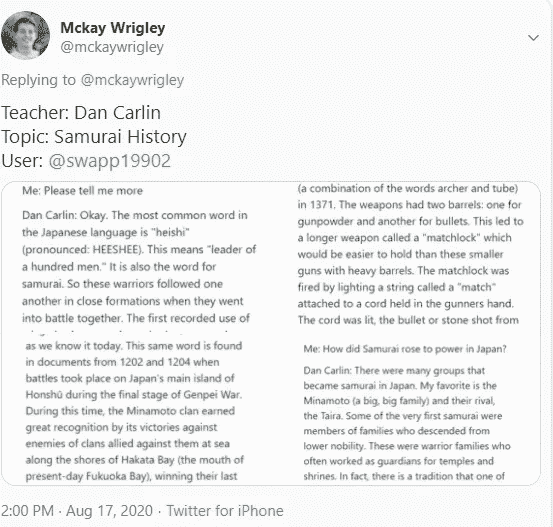 Mckay Wrigley
@mckaywrigley
Replying to @mckaywrigley
Teacher: Dan Carlin
Topic: Samurai History
User: @swapp19902
Me: Please tell me more
Dan Carlin: Okay. The most common word in
the Japanese language is "heishi"
(pronounced: HEESHEE). This means "leader of
a hundred men." It is also the word for
samurai. So these warriors followed one
another in close formations when they went
into battle together. The first recorded use of
as we know it today. This same word is found
in documents from 1202 and 1204 when
battles took place on Japan's main island of
Honshū during the final stage of Genpei War.
During this time, the Minamoto clan earned
great recognition by its victories against
enemies of clans allied against them at sea
along the shores of Hakata Bay (the mouth of
present-day Fukuoka Bay), winning their last
(a combination of the words archer and tube)
in 1371. The weapons had two barrels: one for
gunpowder and another for bullets. This led to
a longer weapon called a "matchlock" which
would be easier to hold than these smaller
guns with heavy barrels. The matchlock was
fired by lighting a string called a "match"
attached to a cord held in the gunners hand.
The cord was lit, the bullet or stone shot from
Me: How did Samurai rose to power in Japan?
Dan Carlin: There were many groups that
became samurai in Japan. My favorite is the
Minamoto (a big, big family) and their rival,
the Taira. Some of the very first samurai were
members of families who descended from
lower nobility. These were warrior families who
often worked as guardians for temples and
shrines. In fact, there is a tradition that one of
2:00 PM · Aug 17, 2020 · Twitter for iPhone